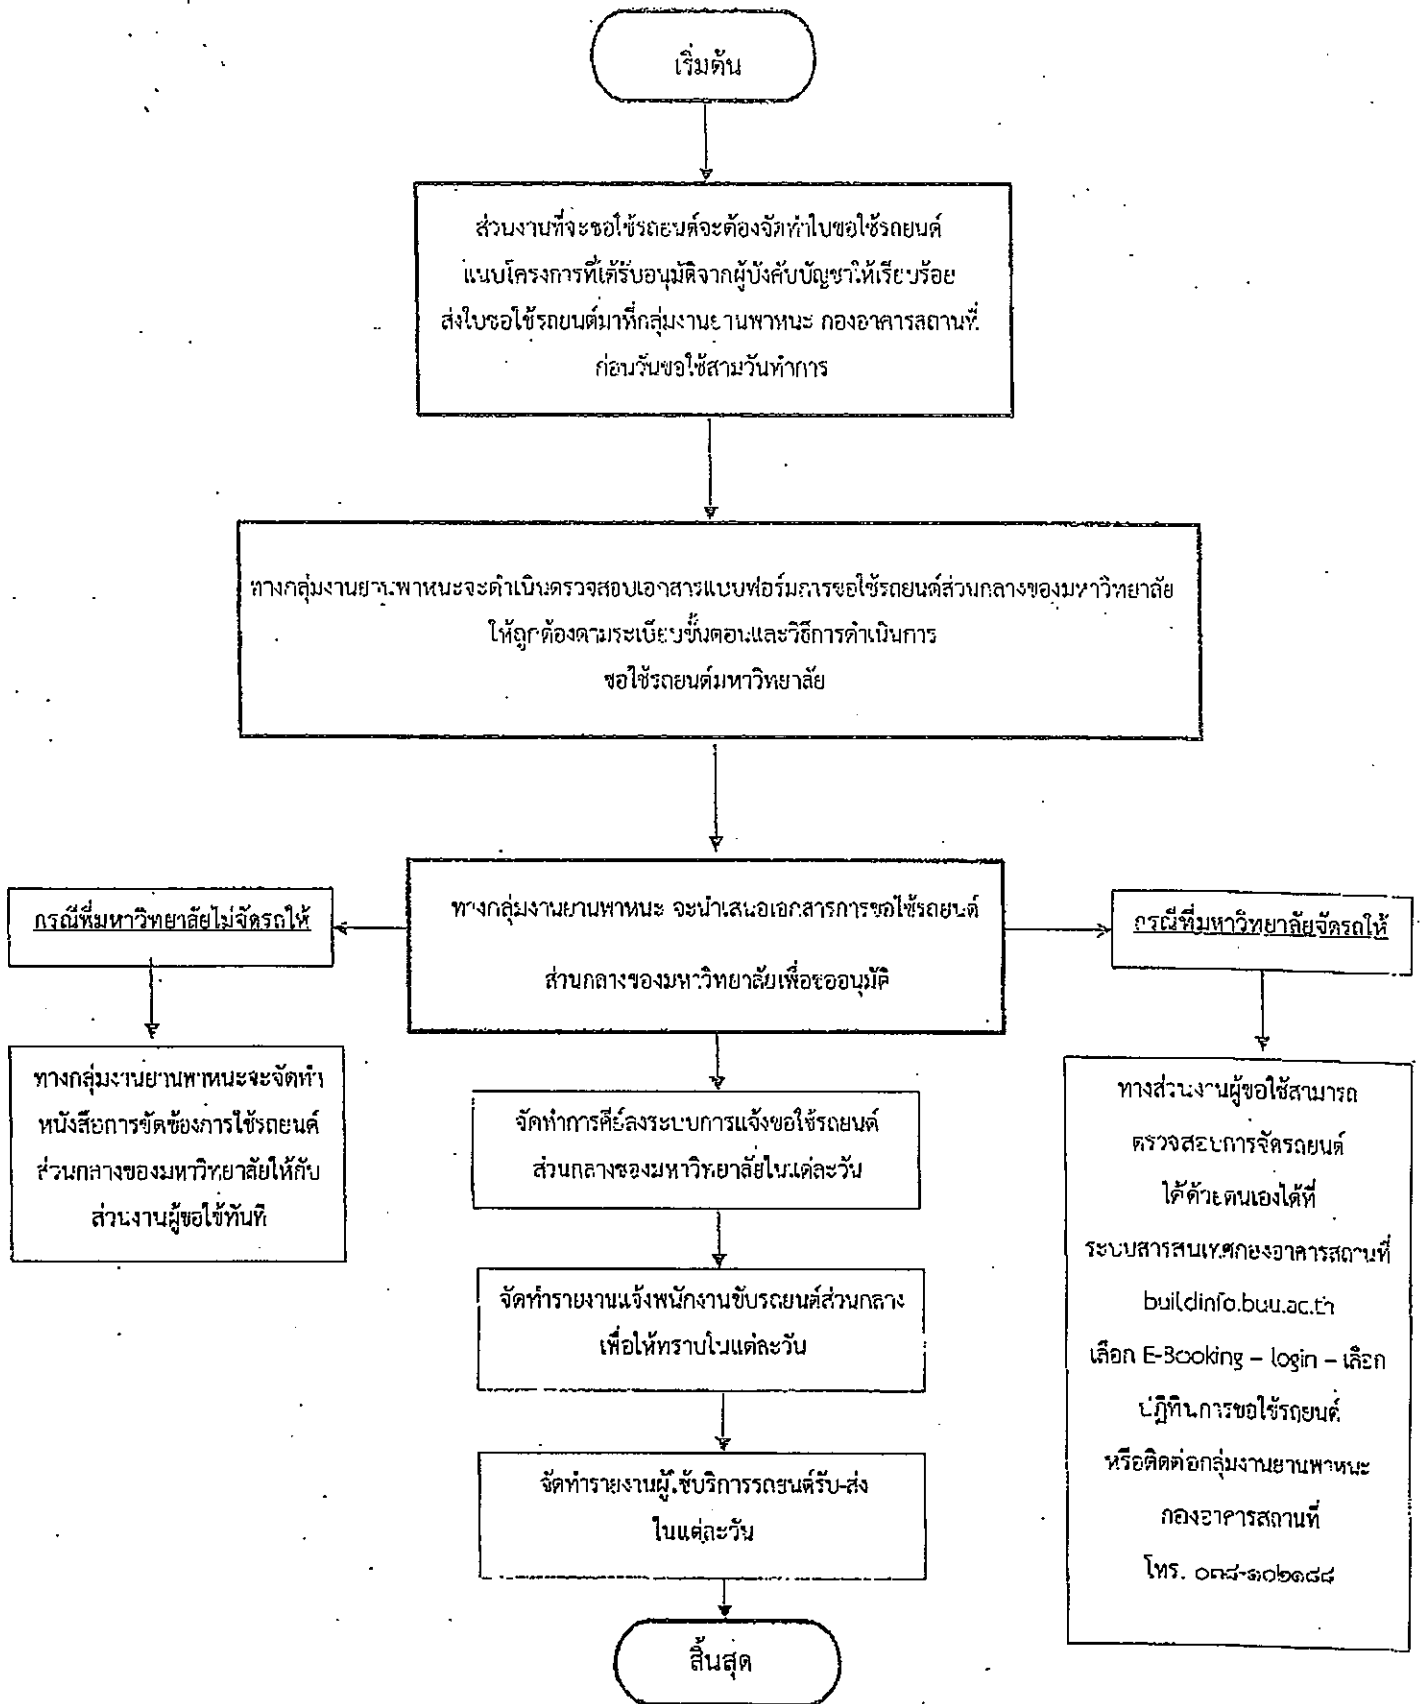 เริ่มต้น
ส่วนงานที่จะขอใช้รถยนต์จะต้องจัดทำใบขอใช้รถยนต์
แนบโครงการที่ได้รับอนุมัติจากผู้บังคับบัญชาให้เรียบร้อย
ส่งใบขอใช้รถยนต์มาที่กลุ่มงานยานพาหนะ กองอาคารสถานที่
ก่อนวันขอใช้สามวันทำการ
ทางกลุ่มงานยานพาหนะจะดำเนินตรวจสอบเอกสารแบบฟอร์มการขอใช้รถยนต์ส่วนกลางของมหาวิทยาลัย
ให้ถูกต้องตามระเบียบขั้นตอนและวิธีการดำเนินการ
ขอใช้รถยนต์มหาวิทยาลัย
ทางกลุ่มงานยานพาหนะ จะนำเสนอเอกสารการขอใช้รถยนต์
ส่วนกลางของมหาวิทยาลัยเพื่อขออนุมัติ
กรณีที่มหาวิทยาลัยไม่จัดรถให้
ทางกลุ่มงานยานพาหนะจะจัดทำ
หนังสือการขัดข้องการใช้รถยนต์
ส่วนกลางของมหาวิทยาลัยให้กับ
ส่วนงานผู้ขอใช้ทันที
จัดทำการคีย์ลงระบบการแจ้งขอใช้รถยนต์
ส่วนกลางของมหาวิทยาลัยในแต่ละวัน
จัดทำรายงานแจ้งพนักงานขับรถยนต์ส่วนกลาง
เพื่อให้ทราบในแต่ละวัน
จัดทำรายงานผู้ใช้บริการรถยนต์รับ-ส่ง
ในแต่ละวัน
สิ้นสุด
กรณีที่มหาวิทยาลัยจัดรถให้
ทางส่วนงานผู้ขอใช้สามารถ
ตรวจสอบการจัดรถยนต์
ได้ด้วยตนเองได้ที่
ระบบสารสนเทศกองอาคารสถานที่
buildinfo.buu.ac.th
เลือก E-Booking – login – เลือก
ปฏิทินการขอใช้รถยนต์
หรือติดต่อกลุ่มงานยานพาหนะ
กองอาคารสถานที่
โทร. ๐๓๘-๑๐๒๑๘๘